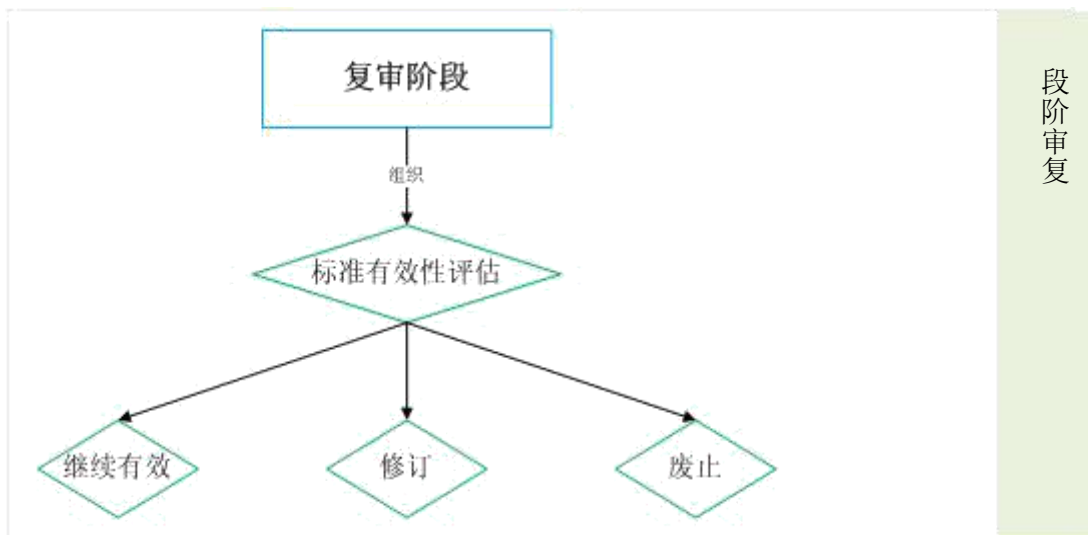 复审阶段
组织
标准有效性评估
继续有效
修订
废止
段阶审复